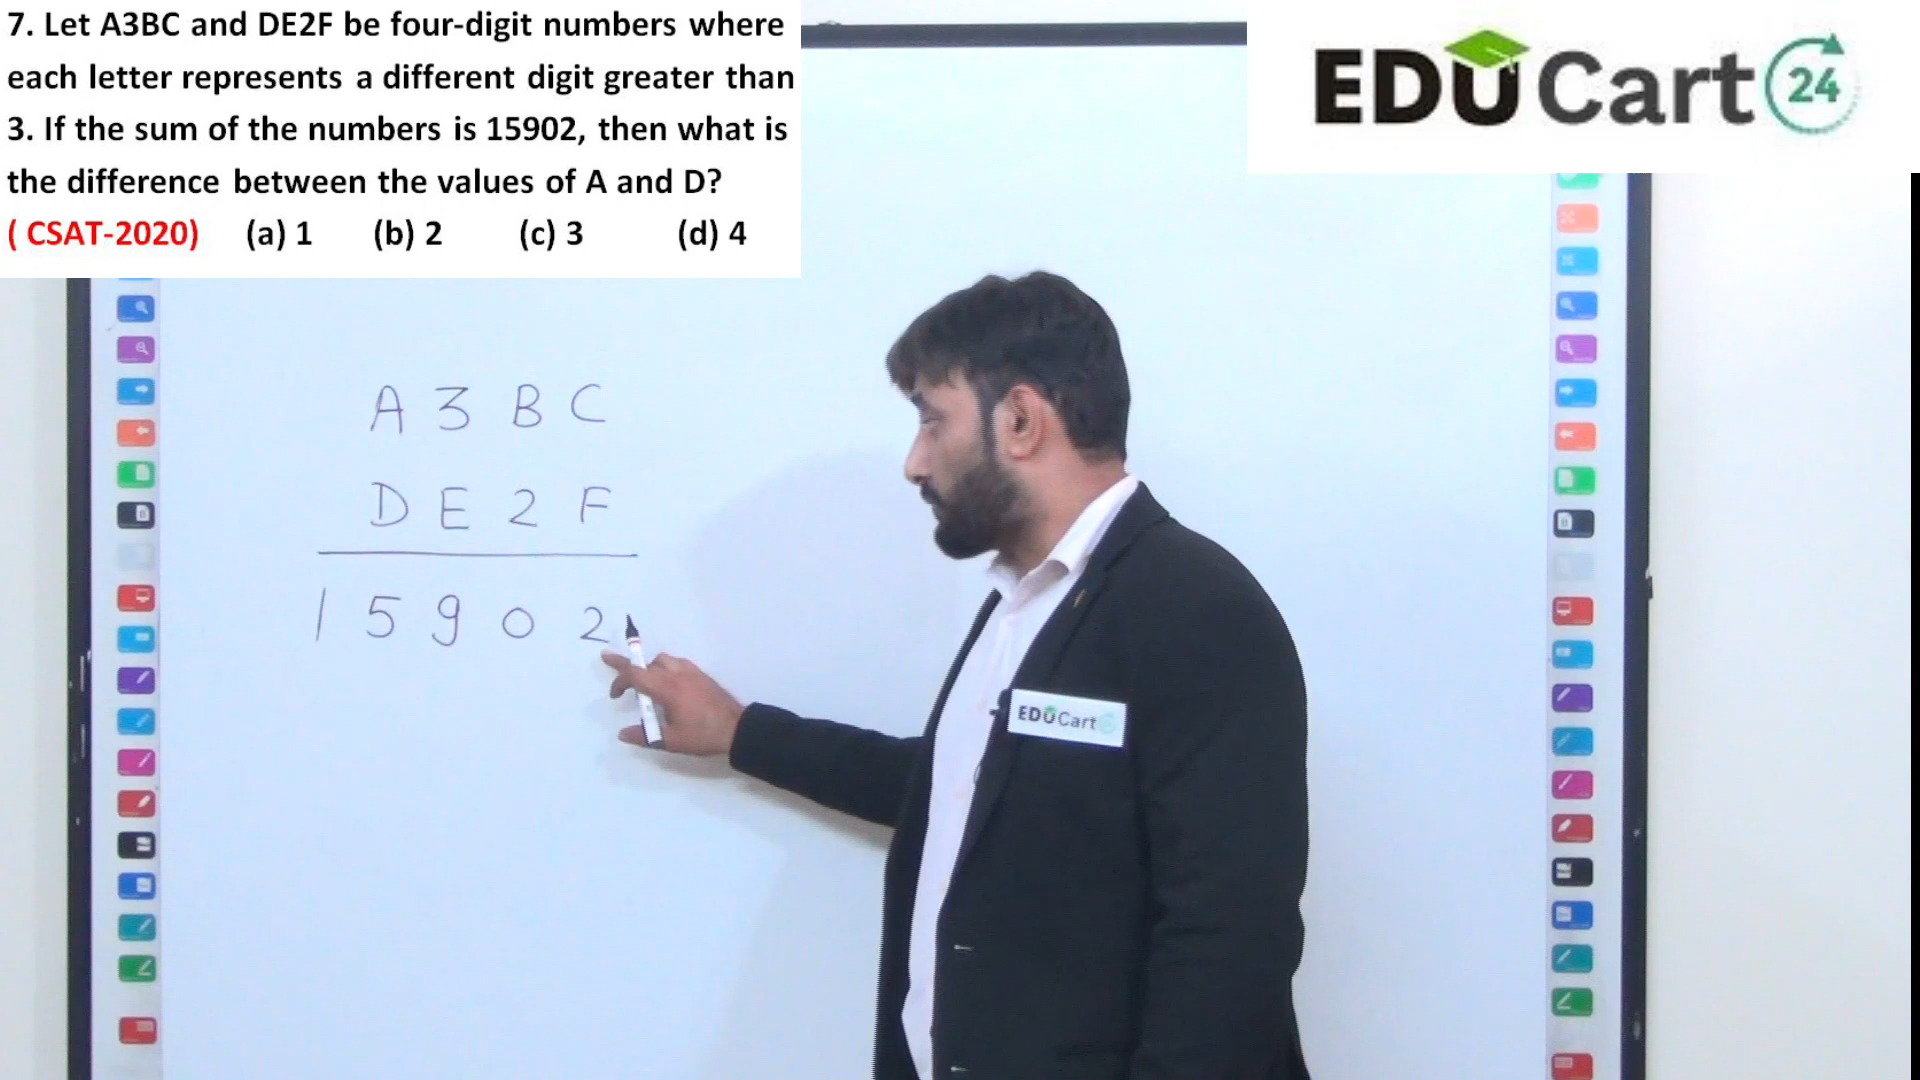 7. Let A3BC and DE2F be four-digit numbers where
each letter represents a different digit greater than
3. If the sum of the numbers is 15902, then what is
the difference between the values of A and D?
( CSAT-2020) (a) 1 (b) 2 (c) 3 (d) 4
EDUCart 24
A 3 B C
D E 2 F
1 5 9 0 2
EDUCart